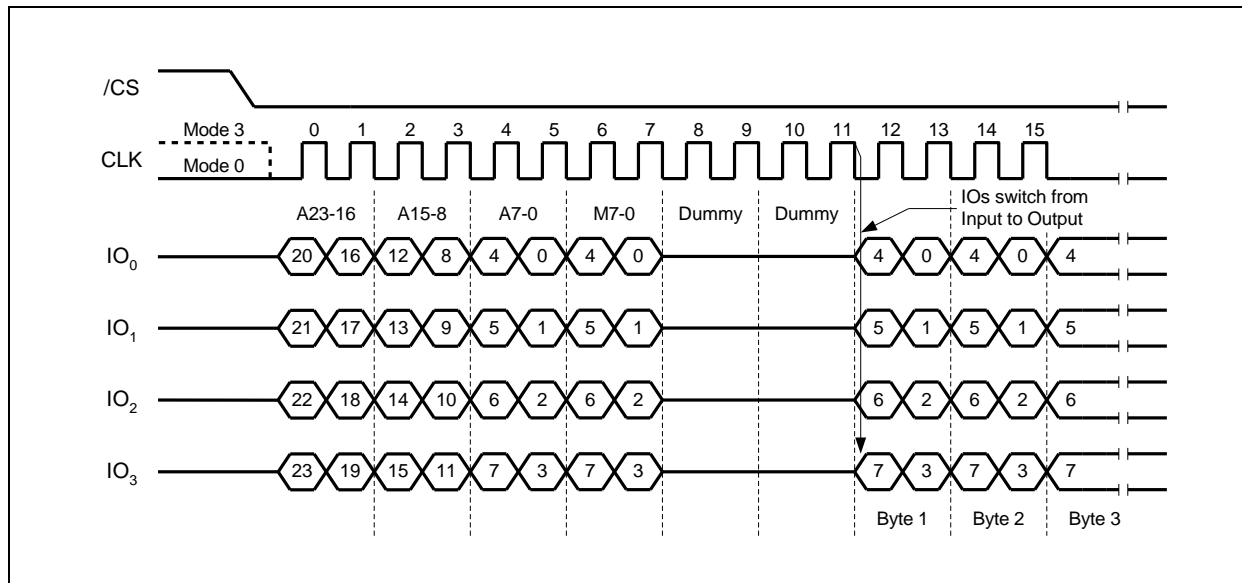 /CS
Mode 3 0 1 2 3 4 5 6 7 8 9 10 11 12 13 14 15
CLK
Mode 0
IOs switch from
Input to Output
A23-16 A15-8 A7-0 M7-0 Dummy Dummy
IO0 20 16 12 8 4 0 4 0 4 0 4 0 4
IO1 21 17 13 9 5 1 5 1 5 1 5 1 5
IO2 22 18 14 10 6 2 6 2 6 2 6 2 6
IO3 23 19 15 11 7 3 7 3 7 3 7 3 7
Byte 1 Byte 2 Byte 3